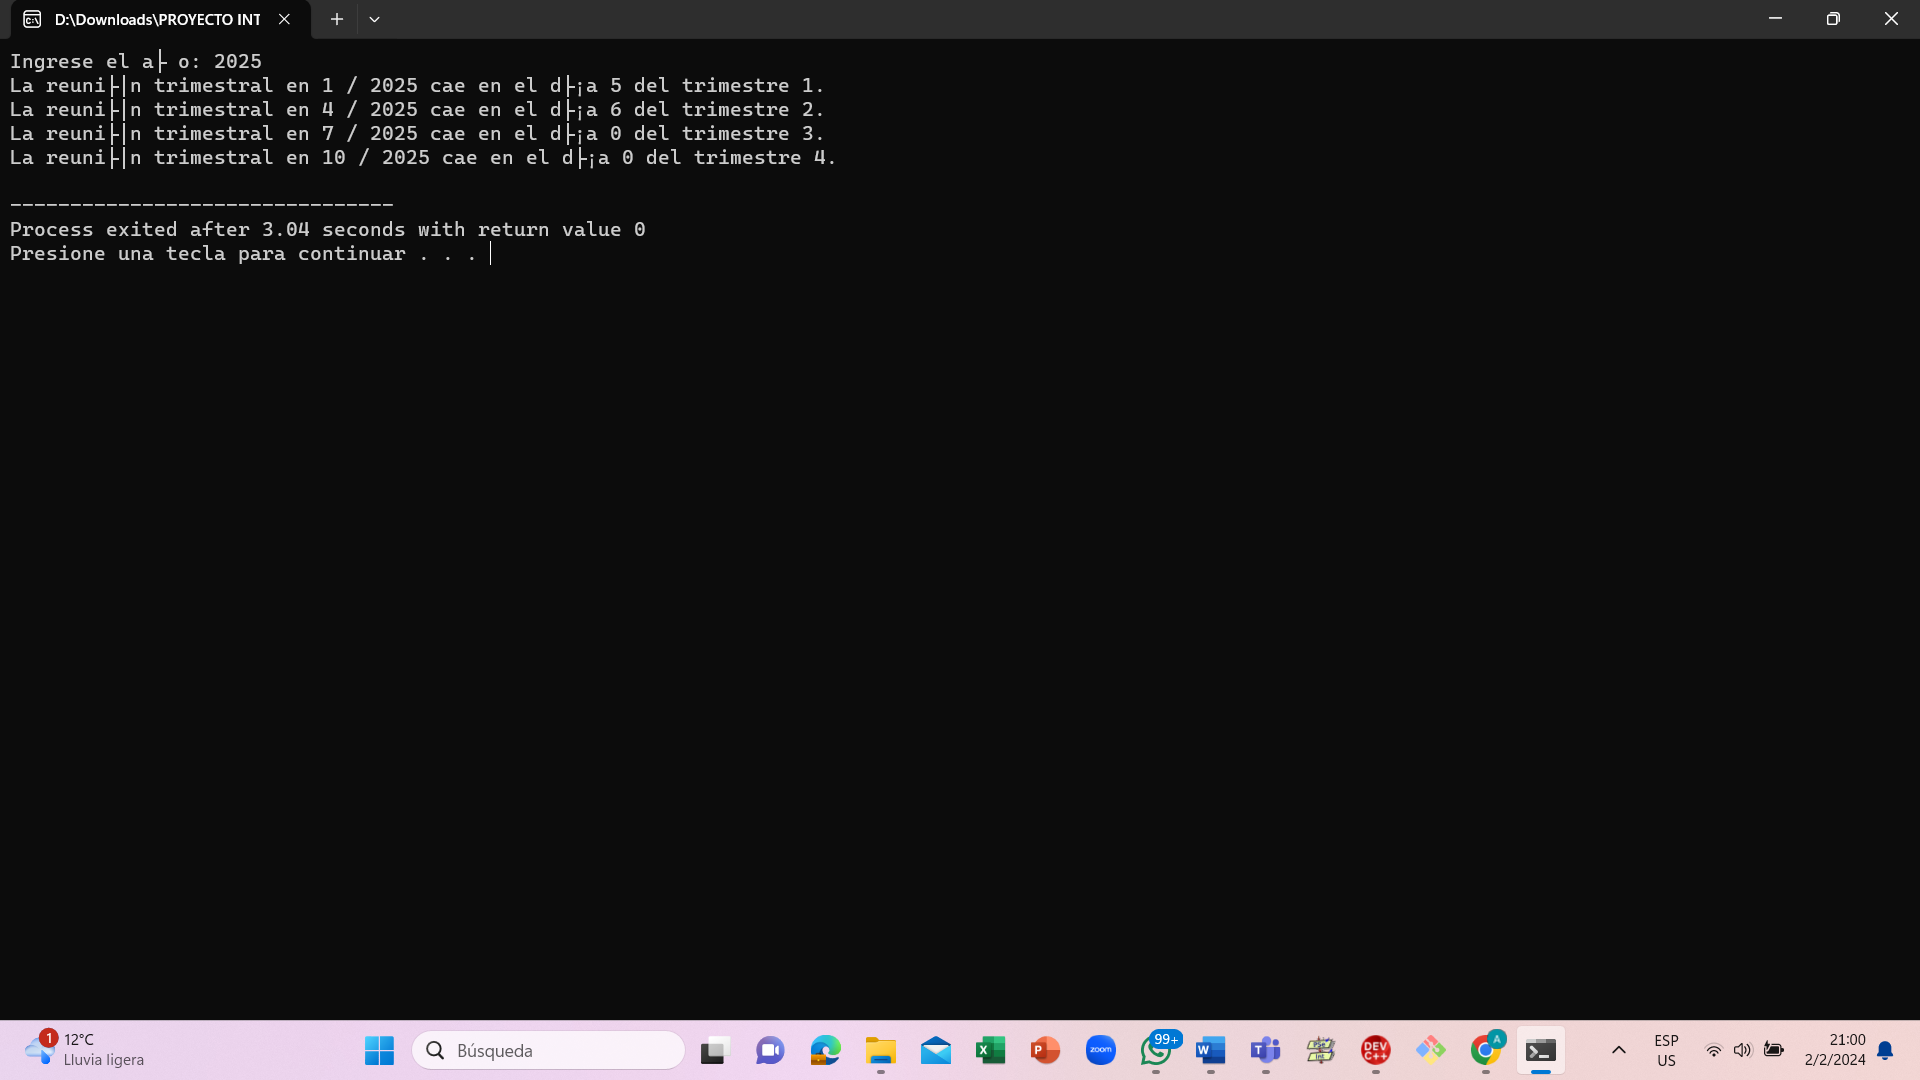 D:\Downloads\PROYECTO INT
Ingrese el a├ o: 2025
La reuni├│n trimestral en 1 / 2025 cae en el d├¡a 5 del trimestre 1.
La reuni├│n trimestral en 4 / 2025 cae en el d├¡a 6 del trimestre 2.
La reuni├│n trimestral en 7 / 2025 cae en el d├¡a 0 del trimestre 3.
La reuni├│n trimestral en 10 / 2025 cae en el d├¡a 0 del trimestre 4.
--------------------------------
Process exited after 3.04 seconds with return value 0
Presione una tecla para continuar . . .
1
12°C
Lluvia ligera
Búsqueda
zoom
99+
DEV C++
A
ESP
US
21:00
2/2/2024